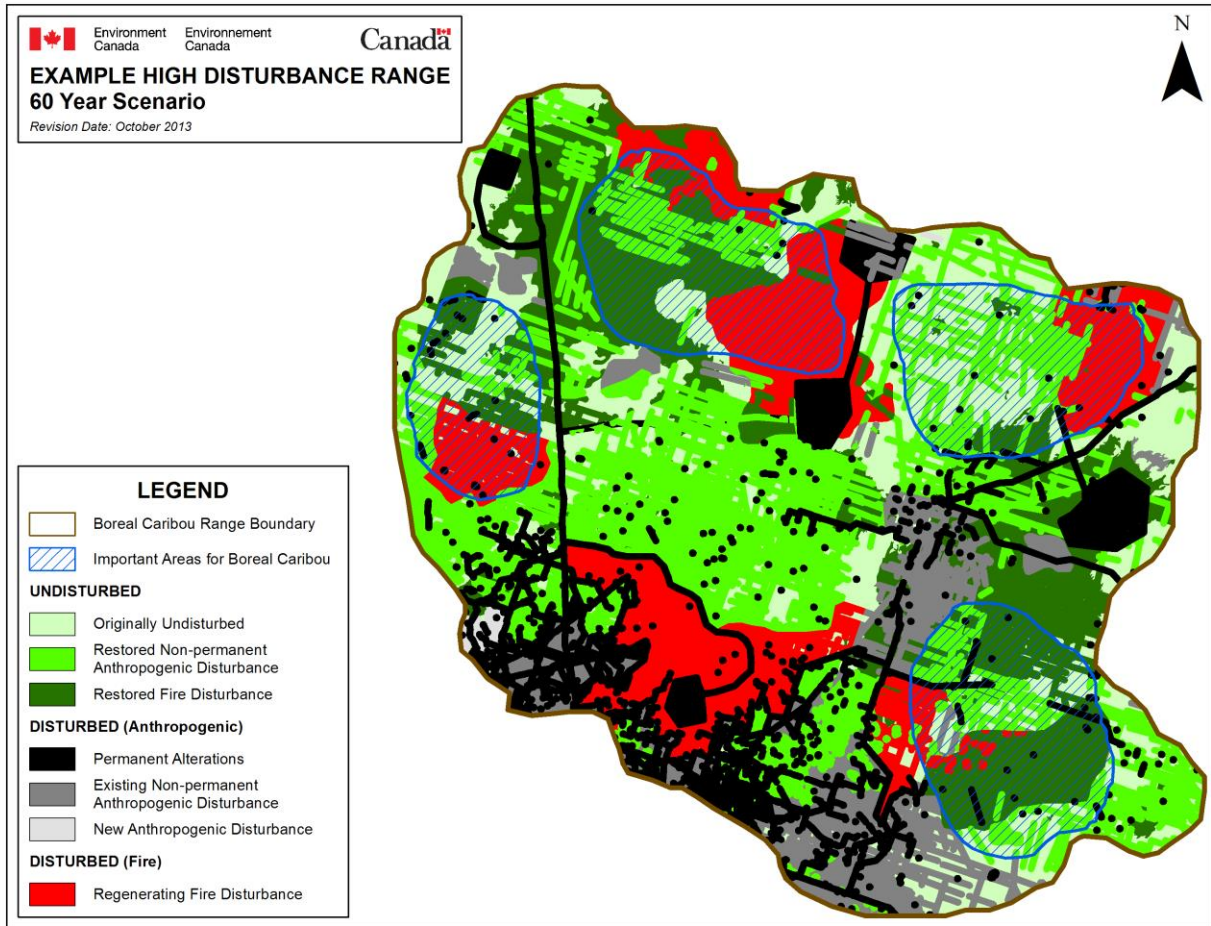 Environment Canada
Environnement Canada
Canada
EXAMPLE HIGH DISTURBANCE RANGE
60 Year Scenario
Revision Date: October 2013
N
LEGEND
Boreal Caribou Range Boundary
Important Areas for Boreal Caribou
UNDISTURBED
Originally Undisturbed
Restored Non-permanent
Anthropogenic Disturbance
Restored Fire Disturbance
DISTURBED (Anthropogenic)
Permanent Alterations
Existing Non-permanent
Anthropogenic Disturbance
New Anthropogenic Disturbance
DISTURBED (Fire)
Regenerating Fire Disturbance